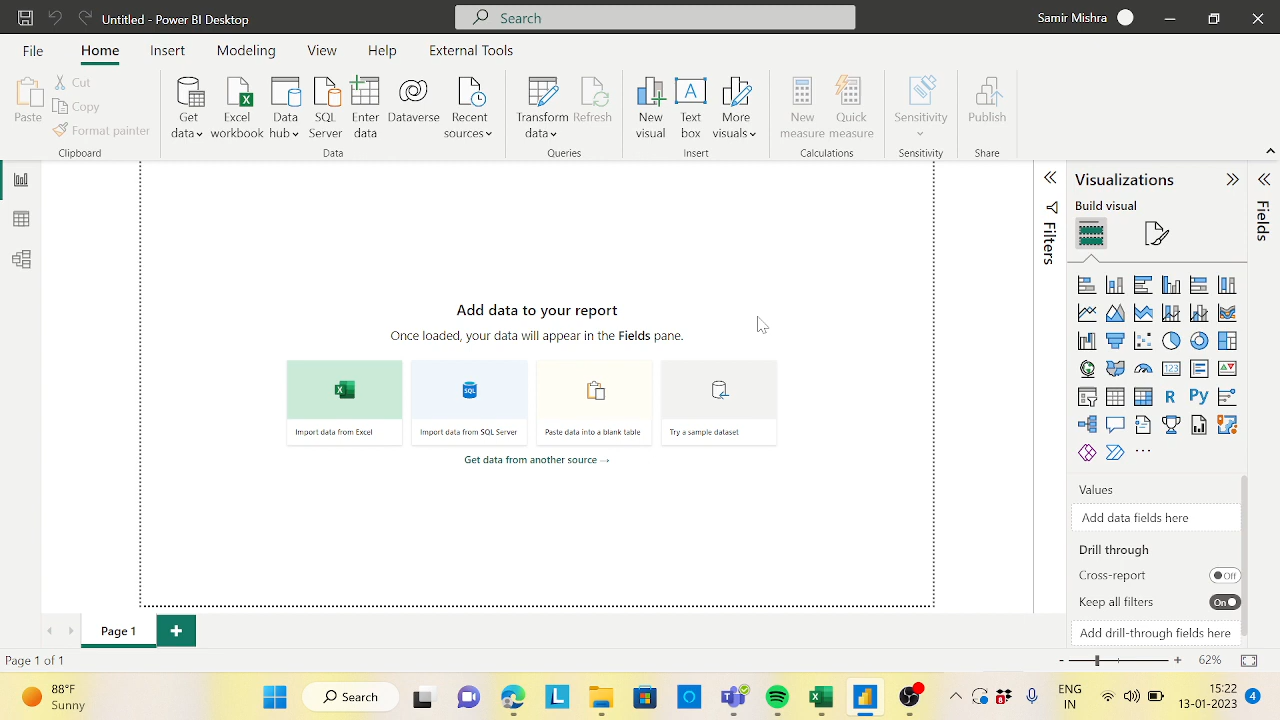 Untitled - Power BI Desktop
Search
Samir Mishra
File Home Insert Modeling View Help External Tools
Paste
Cut
Copy
Format painter
Clipboard
Get data
Excel workbook
Data hub
SQL Server
Enter data
Dataverse
Recent sources
Data
Transform data
Refresh
Queries
New visual
Text box
More visuals
Insert
New measure
Quick measure
Calculations
Sensitivity
Sensitivity
Publish
Share
Add data to your report
Once loaded, your data will appear in the Fields pane.
Import data from Excel
SQL
Import data from SQL Server
Paste data into a blank table
Try a sample dataset
Get data from another source →
Filters
Visualizations
Build visual
123
R
Py
Values
Add data fields here
Drill through
Cross-report
Off
Keep all filters
On
Add drill-through fields here
Fields
Page 1
Page 1 of 1
62%
88°F
Sunny
Search
ENG
IN
15:22
13-01-2023
4